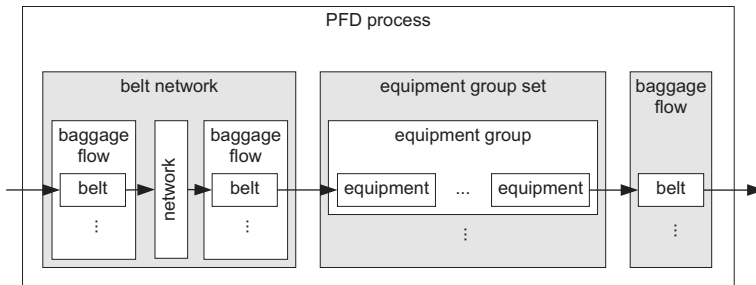 PFD process
belt network
equipment group set
baggage
flow
baggage
flow
network
baggage
flow
equipment group
belt
belt
equipment
...
equipment
belt
⋮
⋮
⋮
⋮